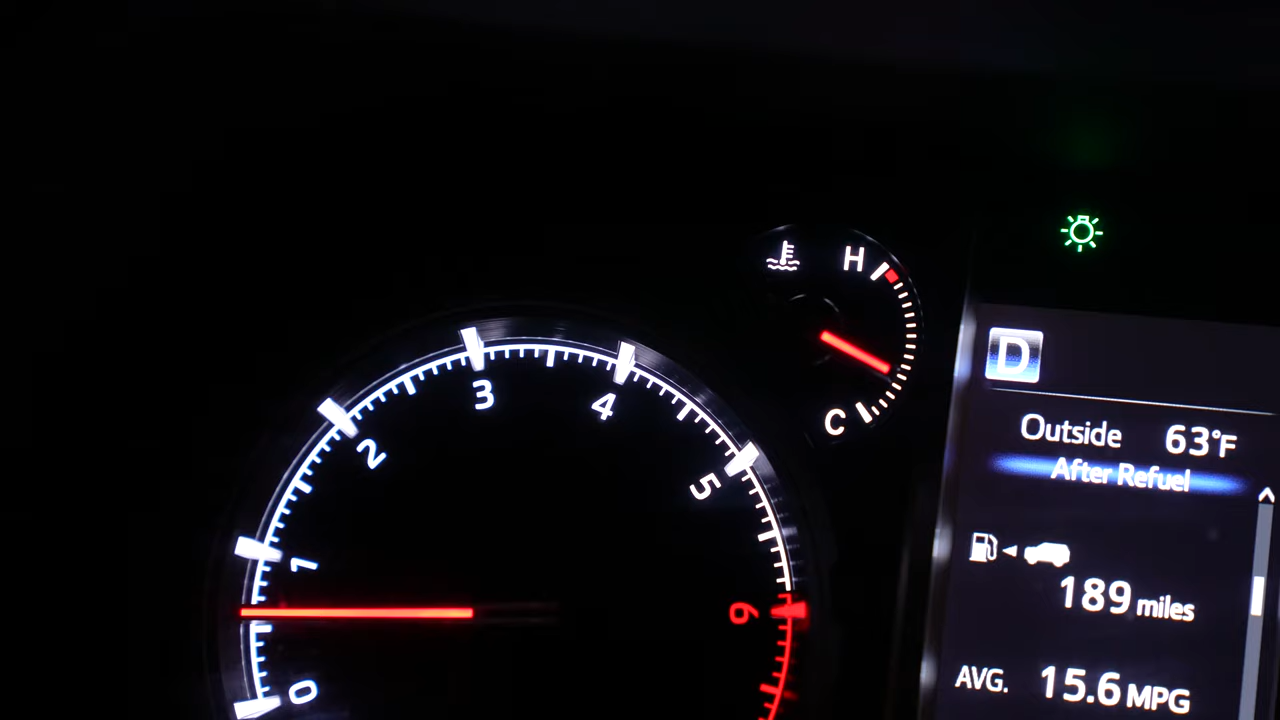 H
C
0
1
2
3
4
5
6
D
Outside 63°F
After Refuel
189 miles
AVG. 15.6 MPG